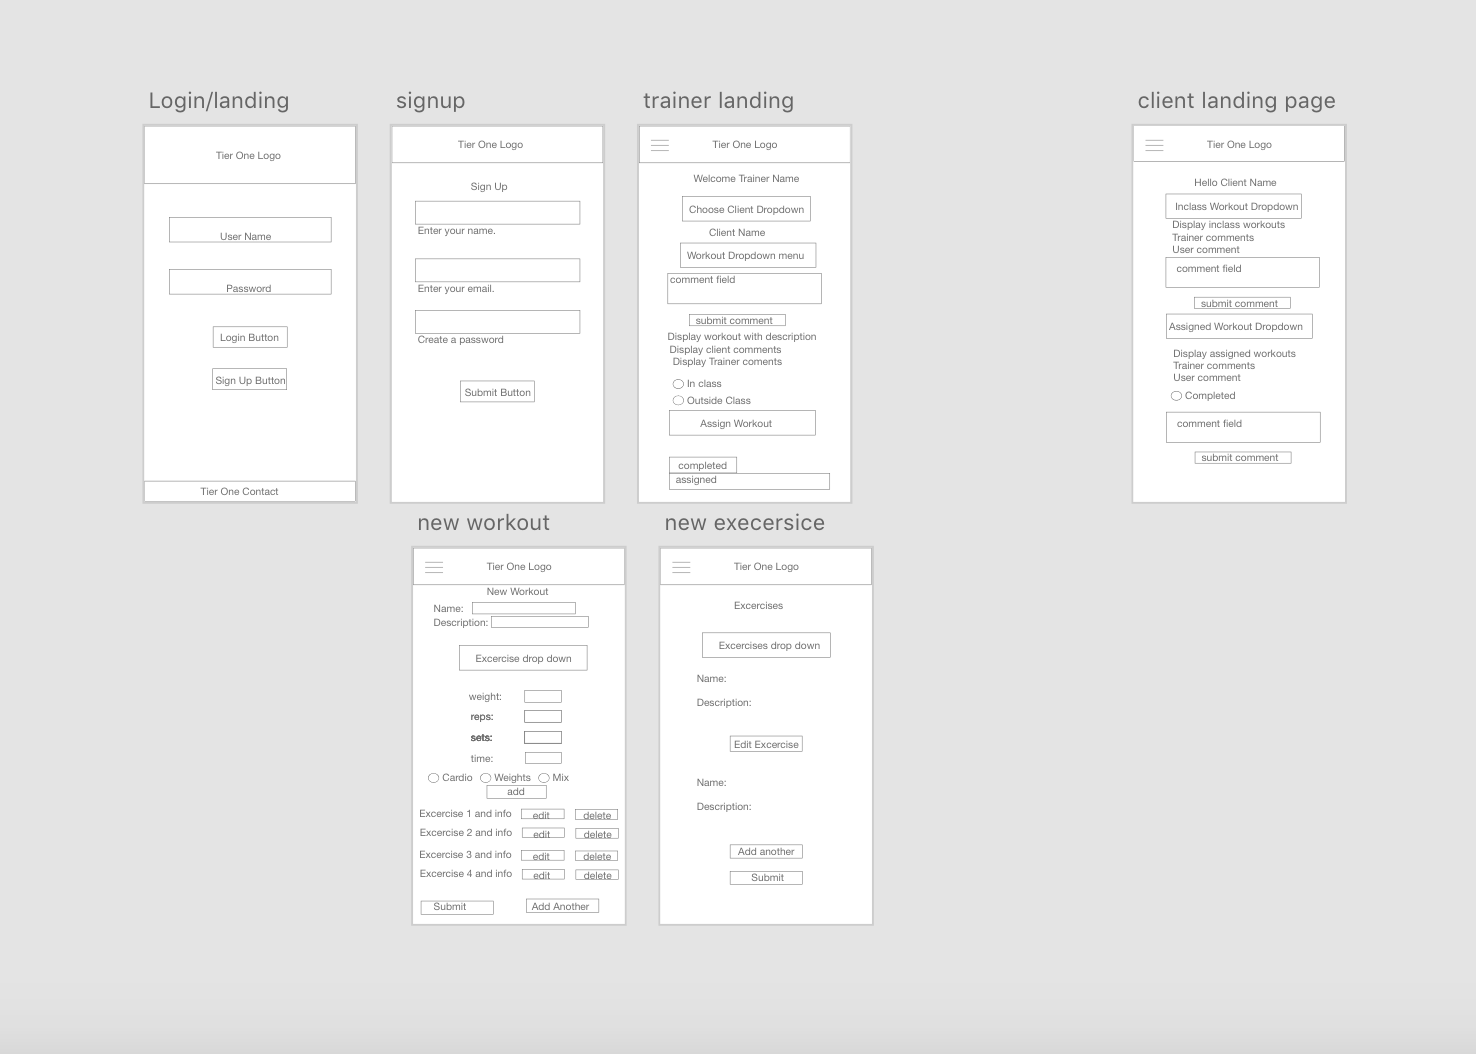 Login/landing
Tier One Logo
User Name
Password
Login Button
Sign Up Button
Tier One Contact
signup
Tier One Logo
Sign Up
Enter your name.
Enter your email.
Create a password
Submit Button
trainer landing
Tier One Logo
Welcome Trainer Name
Choose Client Dropdown
Client Name
Workout Dropdown menu
comment field
submit comment
Display workout with description
Display client comments
Display Trainer coments
In class
Outside Class
Assign Workout
completed
assigned
client landing page
Tier One Logo
Hello Client Name
Inclass Workout Dropdown
Display inclass workouts
Trainer comments
User comment
comment field
submit comment
Assigned Workout Dropdown
Display assigned workouts
Trainer comments
User comment
Completed
comment field
submit comment
new workout
Tier One Logo
New Workout
Name:
Description:
Excercise drop down
weight:
reps:
sets:
time:
Cardio Weights Mix
add
Excercise 1 and info edit delete
Excercise 2 and info edit delete
Excercise 3 and info edit delete
Excercise 4 and info edit delete
Submit Add Another
new execersice
Tier One Logo
Excercises
Excercises drop down
Name:
Description:
Edit Excercise
Name:
Description:
Add another
Submit